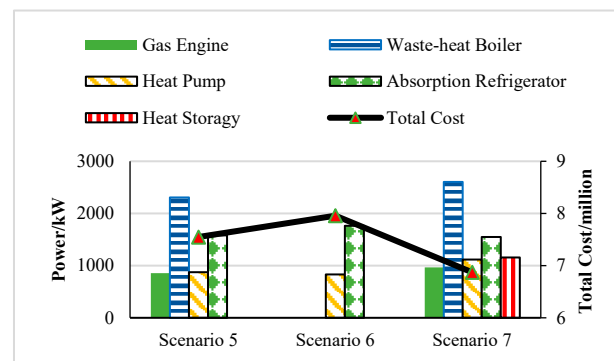 Gas Engine Waste-heat Boiler
Heat Pump Absorption Refrigerator
Heat Storagy Total Cost
3000 9
2000 8
1000 7
0 6
Power/kW
Total Cost/million
Scenario 5 Scenario 6 Scenario 7